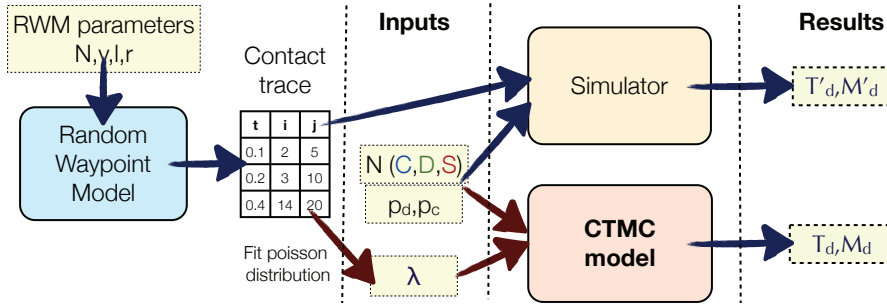 RWM parameters
N,v,l,r
Inputs
Results
Contact
trace
Random
Waypoint
Model
t i j
0.1 2 5
0.2 3 10
0.4 14 20
Simulator
T'd,M'd
N (C,D,S)
pd,pc
CTMC
model
Td,Md
Fit poisson
distribution
λ